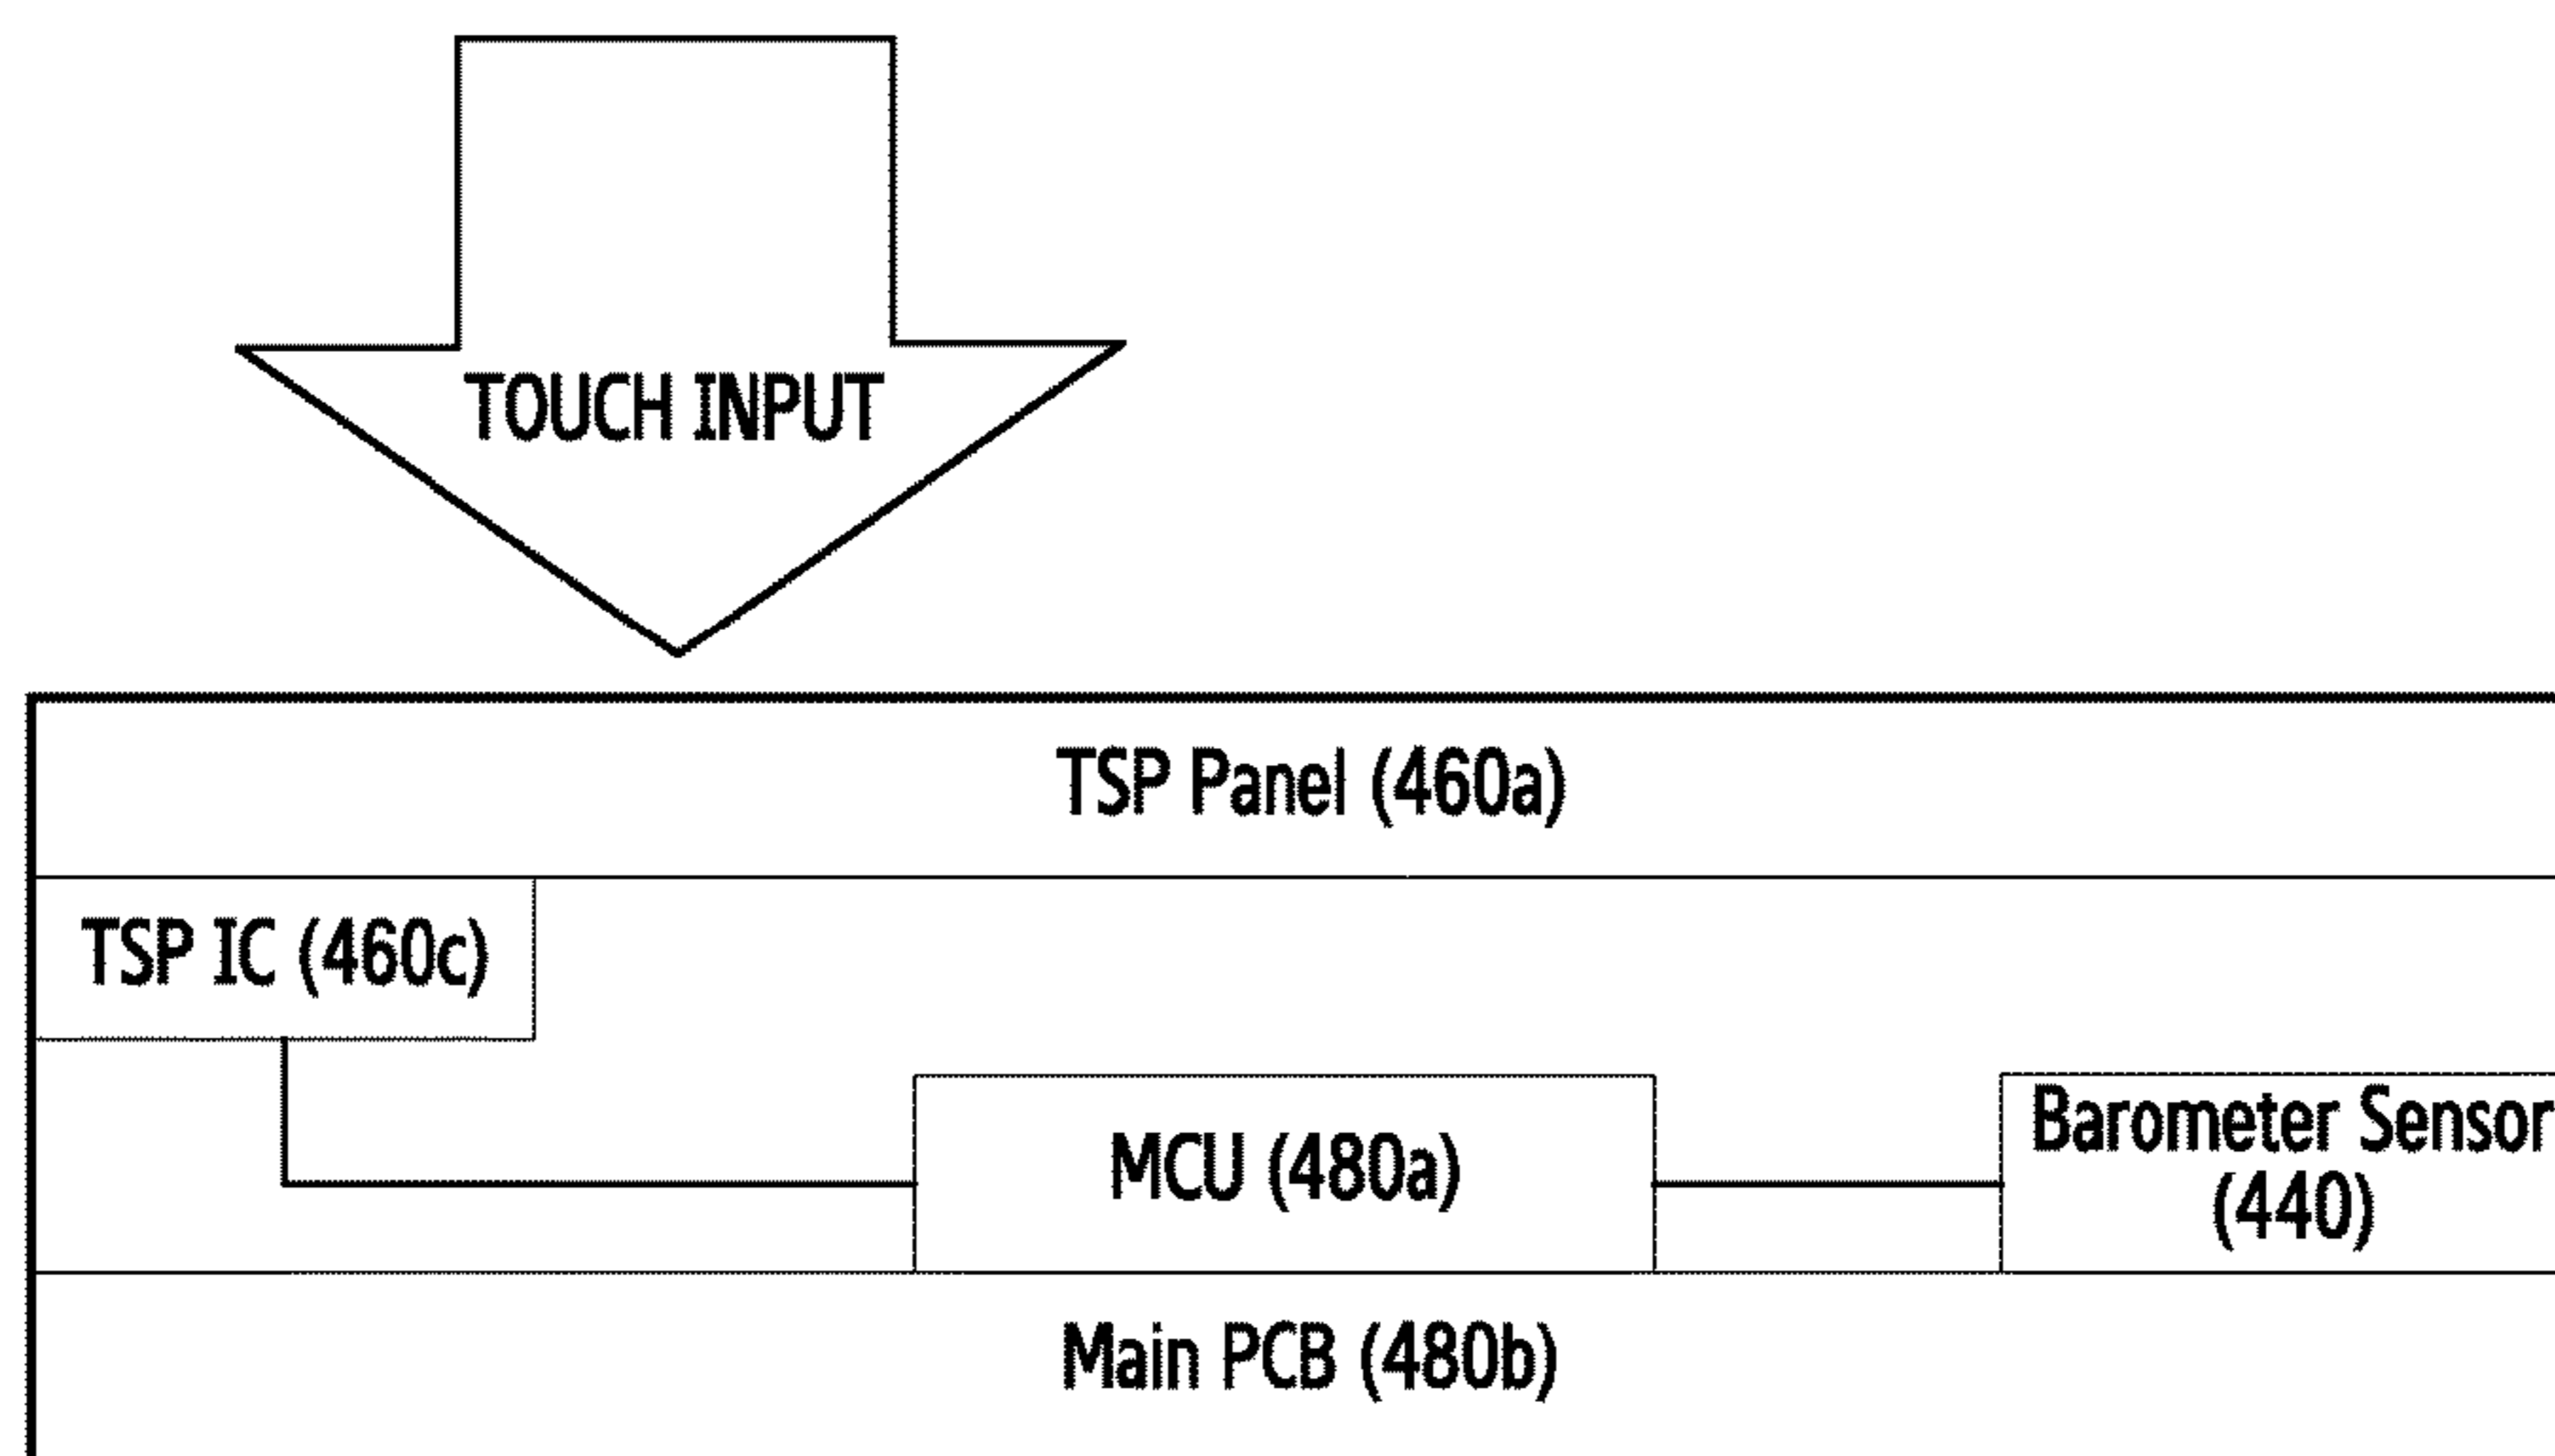 TOUCH INPUT
TSP Panel (460a)
TSP IC (460c)
MCU (480a)
Barometer Sensor
(440)
Main PCB (480b)